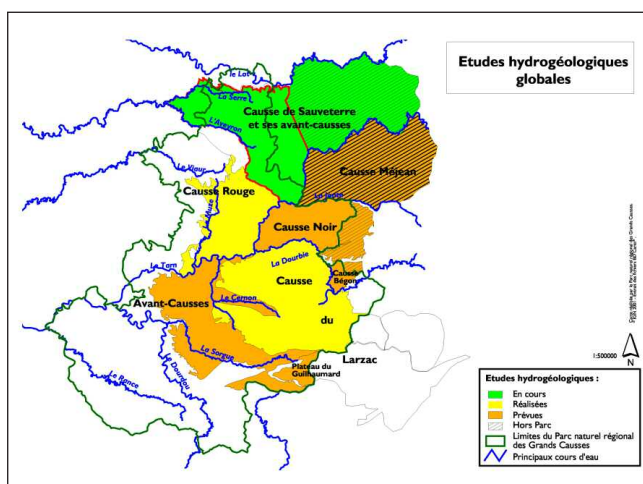 Etudes hydrogéologiques
globales
le Lot
La Serre
Causse de Sauveterre
et ses avant-causses
L'Aveyron
Le Viaur
Causse Méjean
Causse Rouge
La Jonte
Muze
Causse Noir
La Dourbie
Le Tarn
Causse
Bégon
Causse
Avant-Causses
Le Cernon
du
La Sorgue
Larzac
Plateau du
Guilhaumard
Le Rance
Le Dourdou
1:500000
N
Etudes hydrogéologiques :
En cours
Réalisées
Prévues
Hors Parc
Limites du Parc naturel régional
des Grands Causses
Principaux cours d'eau